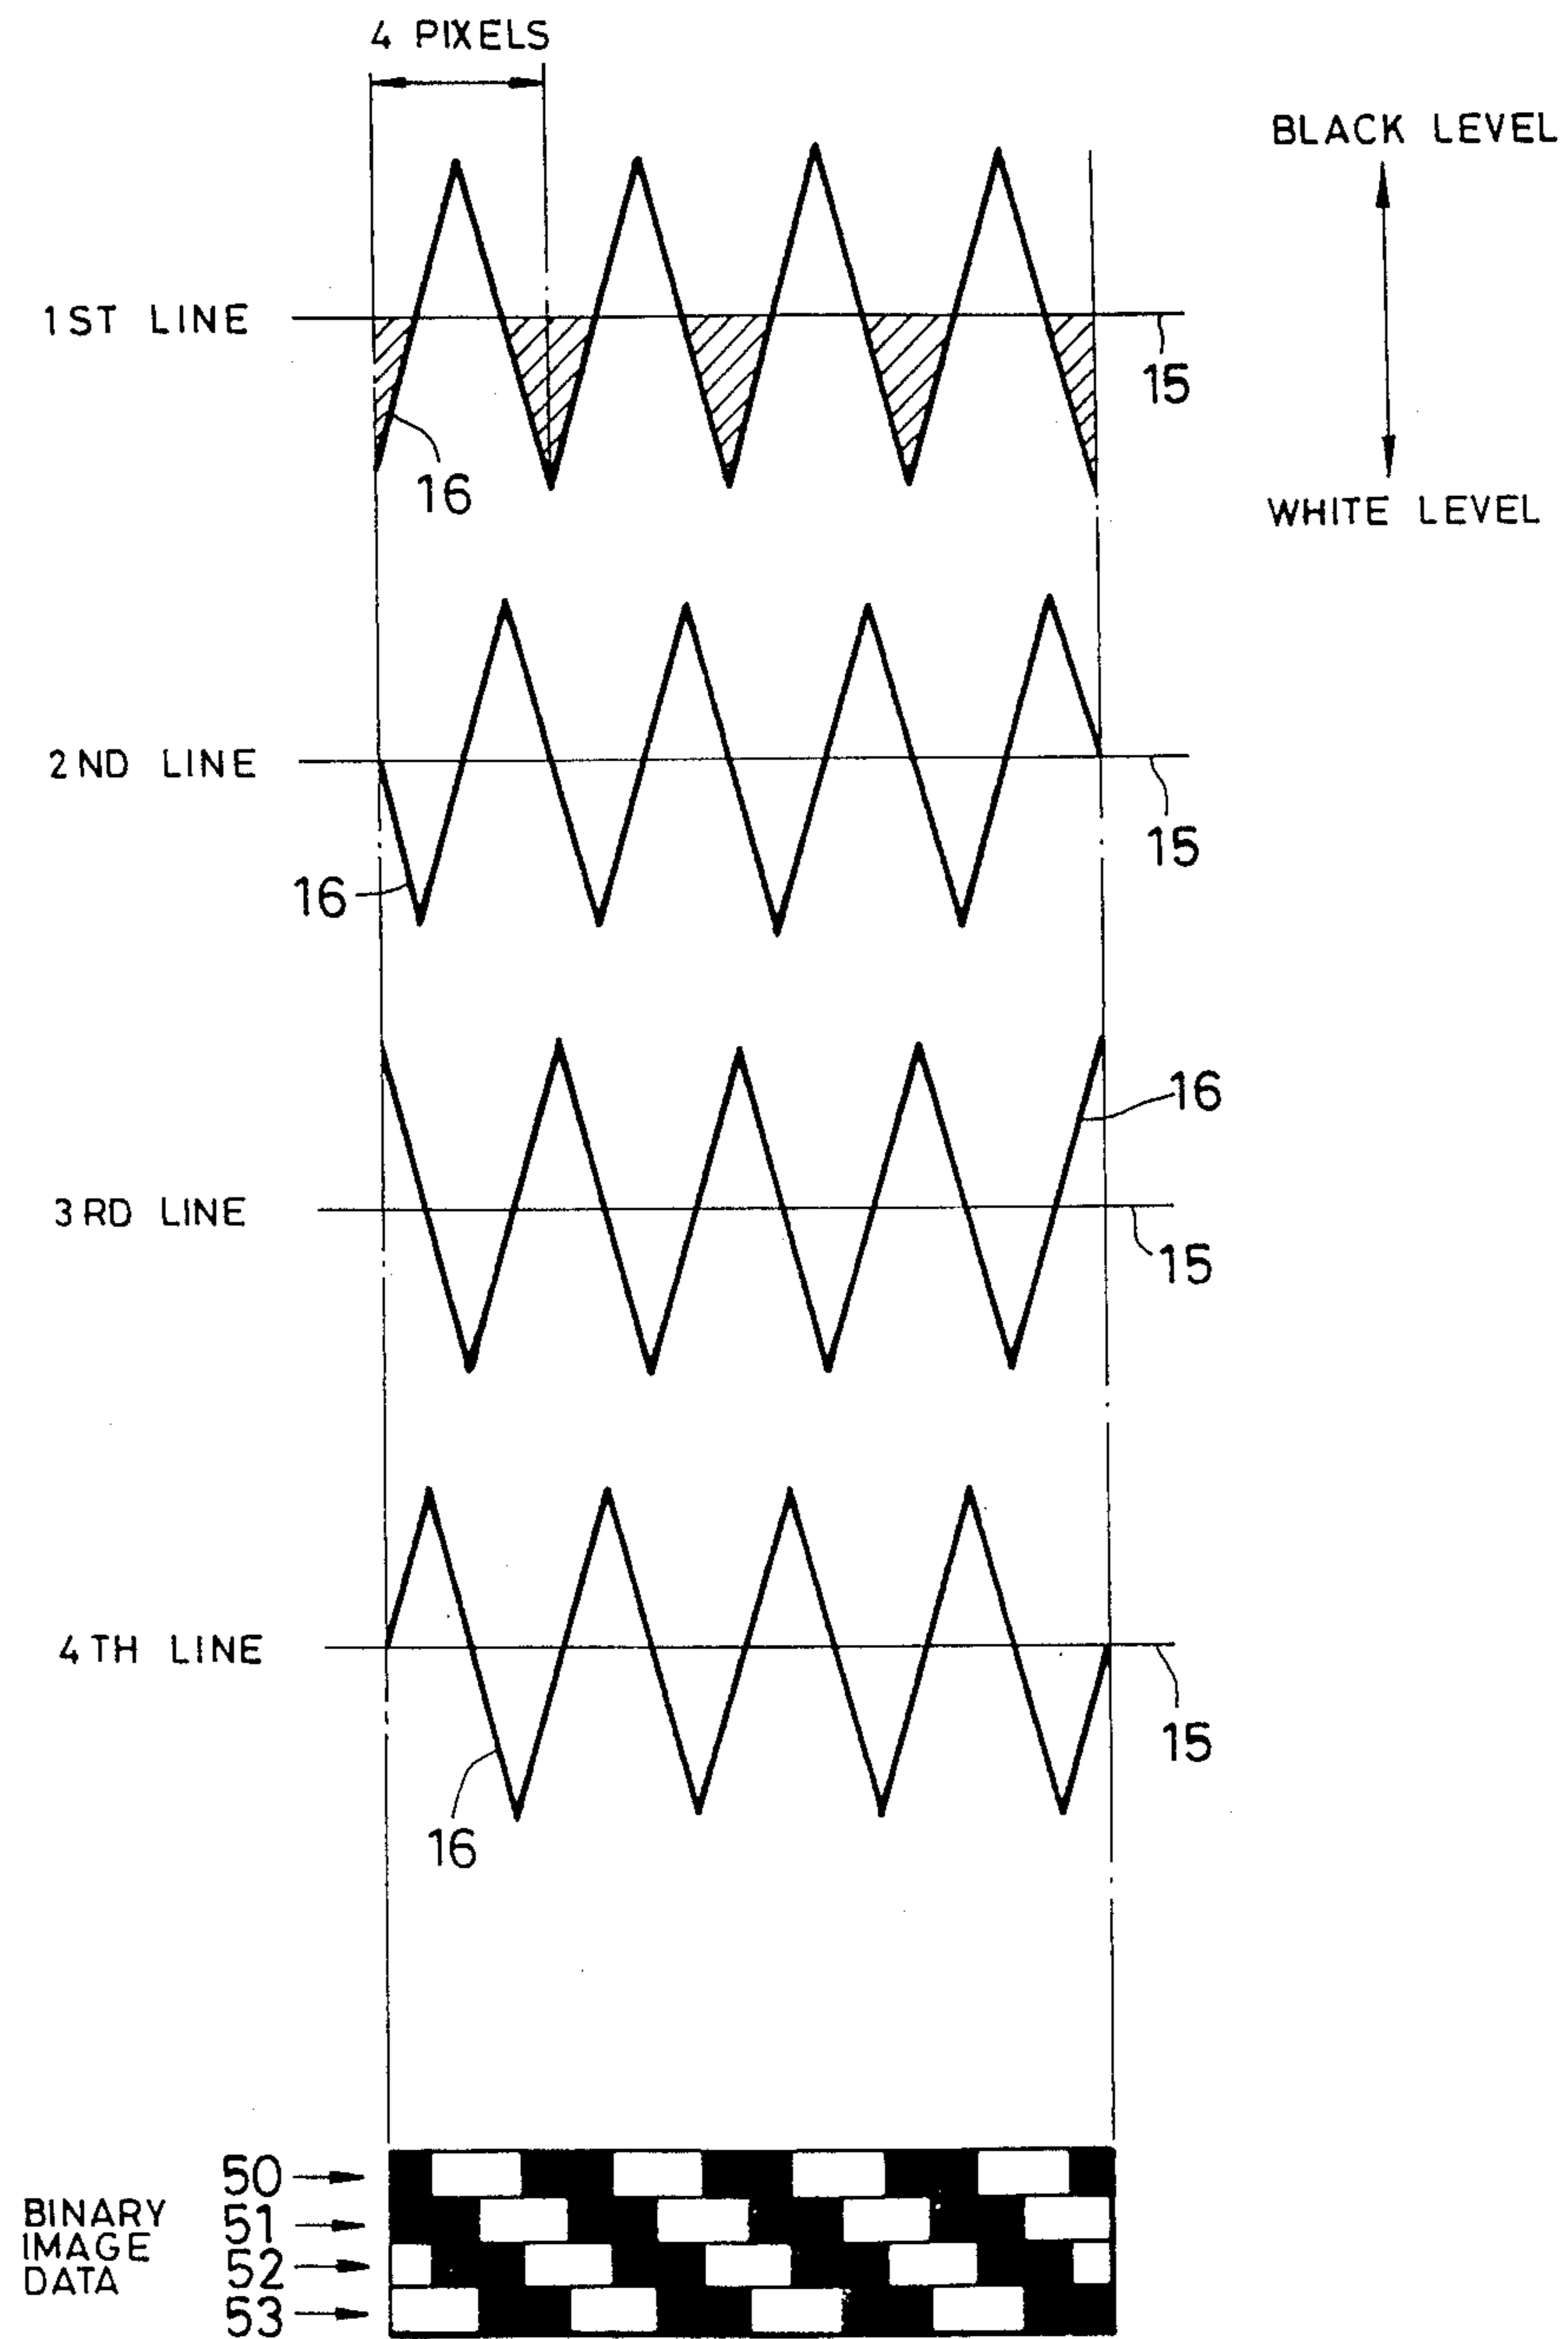 4 PIXELS
BLACK LEVEL
1ST LINE
15
16
WHITE LEVEL
2ND LINE
15
16
16
3RD LINE
15
4TH LINE
15
16
BINARY
IMAGE
DATA
50
51
52
53